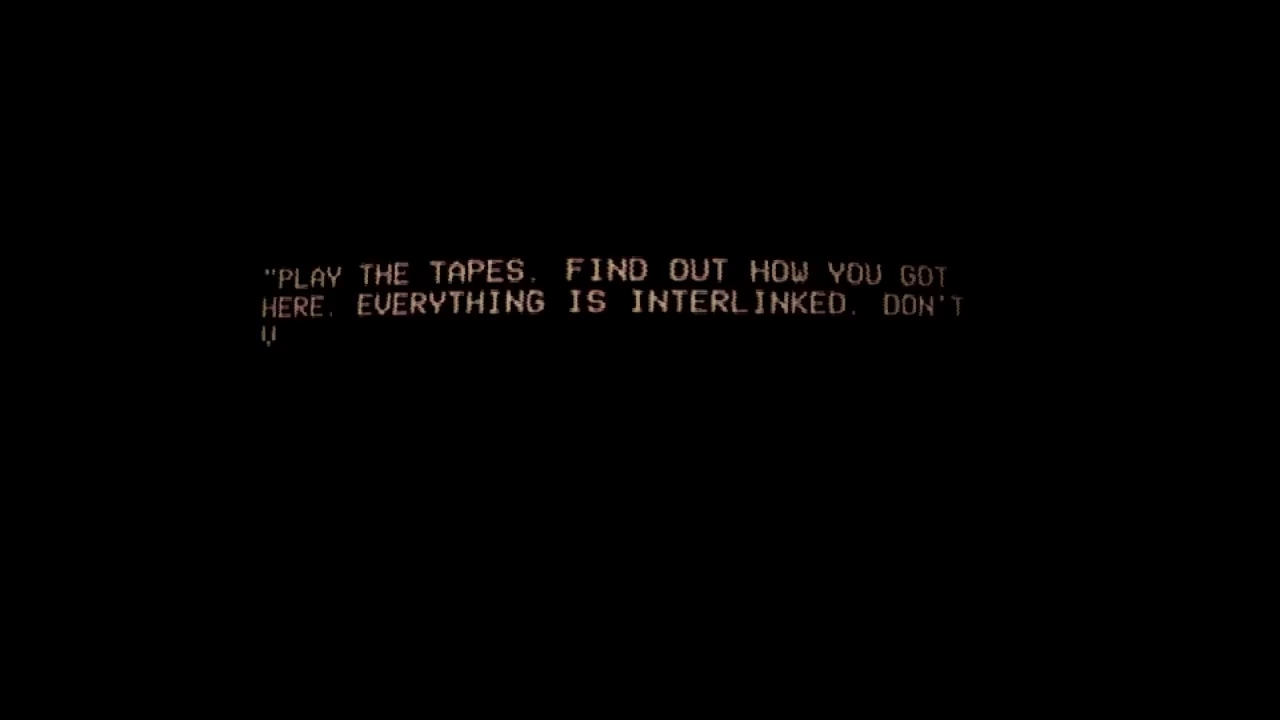 "PLAY THE TAPES. FIND OUT HOW YOU GOT
HERE. EVERYTHING IS INTERLINKED. DON'T